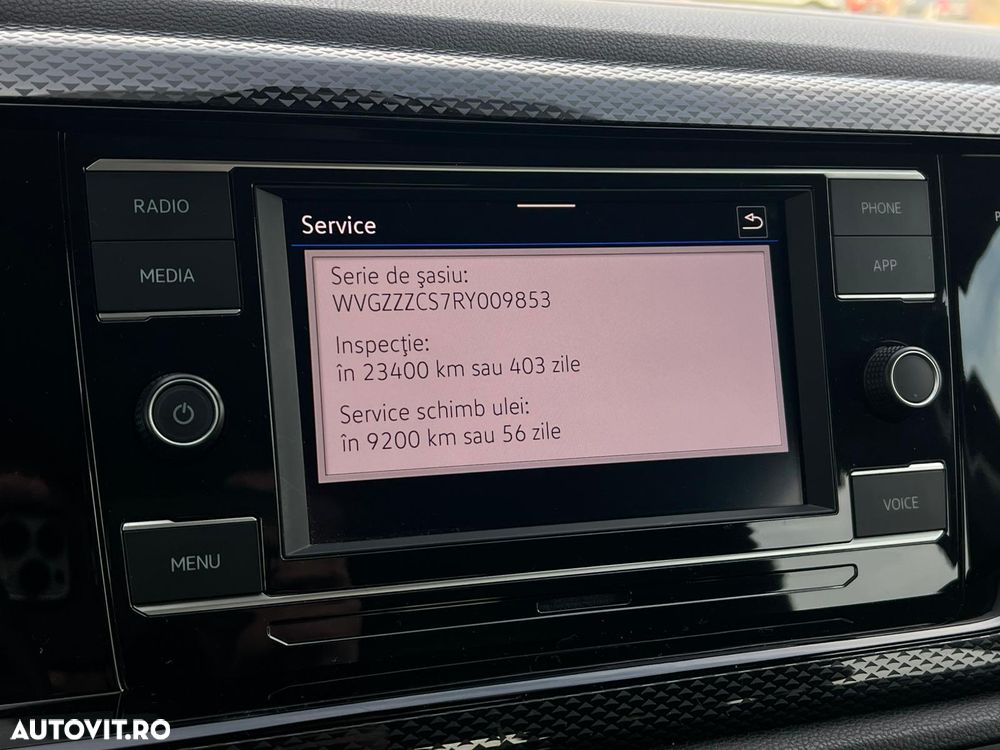 RADIO
MEDIA
MENU
Service
Serie de şasiu:
WVGZZZCS7RY009853
Inspecţie:
în 23400 km sau 403 zile
Service schimb ulei:
în 9200 km sau 56 zile
PHONE
APP
VOICE
AUTOVIT.RO